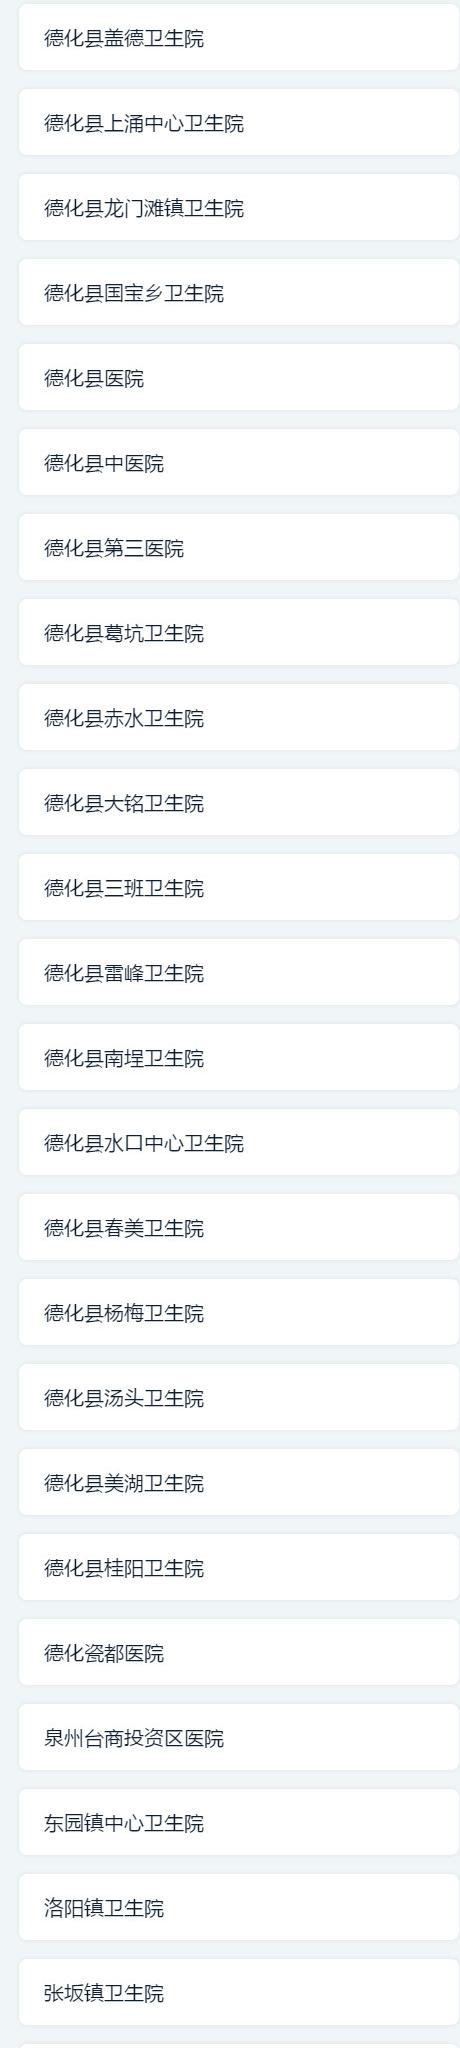 德化县盖德卫生院
德化县上涌中心卫生院
德化县龙门滩镇卫生院
德化县国宝乡卫生院
德化县医院
德化县中医院
德化县第三医院
德化县葛坑卫生院
德化县赤水卫生院
德化县大铭卫生院
德化县三班卫生院
德化县雷峰卫生院
德化县南埕卫生院
德化县水口中心卫生院
德化县春美卫生院
德化县杨梅卫生院
德化县汤头卫生院
德化县美湖卫生院
德化县桂阳卫生院
德化瓷都医院
泉州台商投资区医院
东园镇中心卫生院
洛阳镇卫生院
张坂镇卫生院